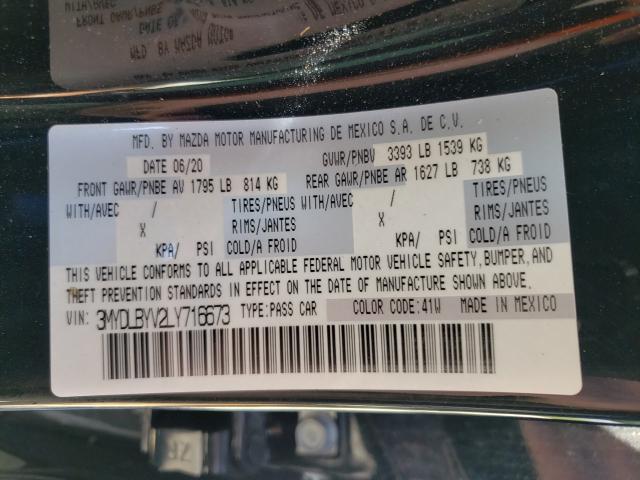 MFD. BY MAZDA MOTOR MANUFACTURING DE MEXICO S.A. DE C.V.
DATE 06/20 GVWR/PNBV 3393 LB 1539 KG
FRONT GAWR/PNBE AV 1795 LB 814 KG REAR GAWR/PNBE AR 1627 LB 738 KG
WITH/AVEC / TIRES/PNEUS WITH/AVEC / TIRES/PNEUS
X RIMS/JANTES X RIMS/JANTES
KPA/ PSI COLD/A FROID KPA/ PSI COLD/A FROID
THIS VEHICLE CONFORMS TO ALL APPLICABLE FEDERAL MOTOR VEHICLE SAFETY, BUMPER, AND
THEFT PREVENTION STANDARDS IN EFFECT ON THE DATE OF MANUFACTURE SHOWN ABOVE.
VIN: 3MYDLBYV2LY716673 TYPE:PASS CAR COLOR CODE:41W MADE IN MEXICO